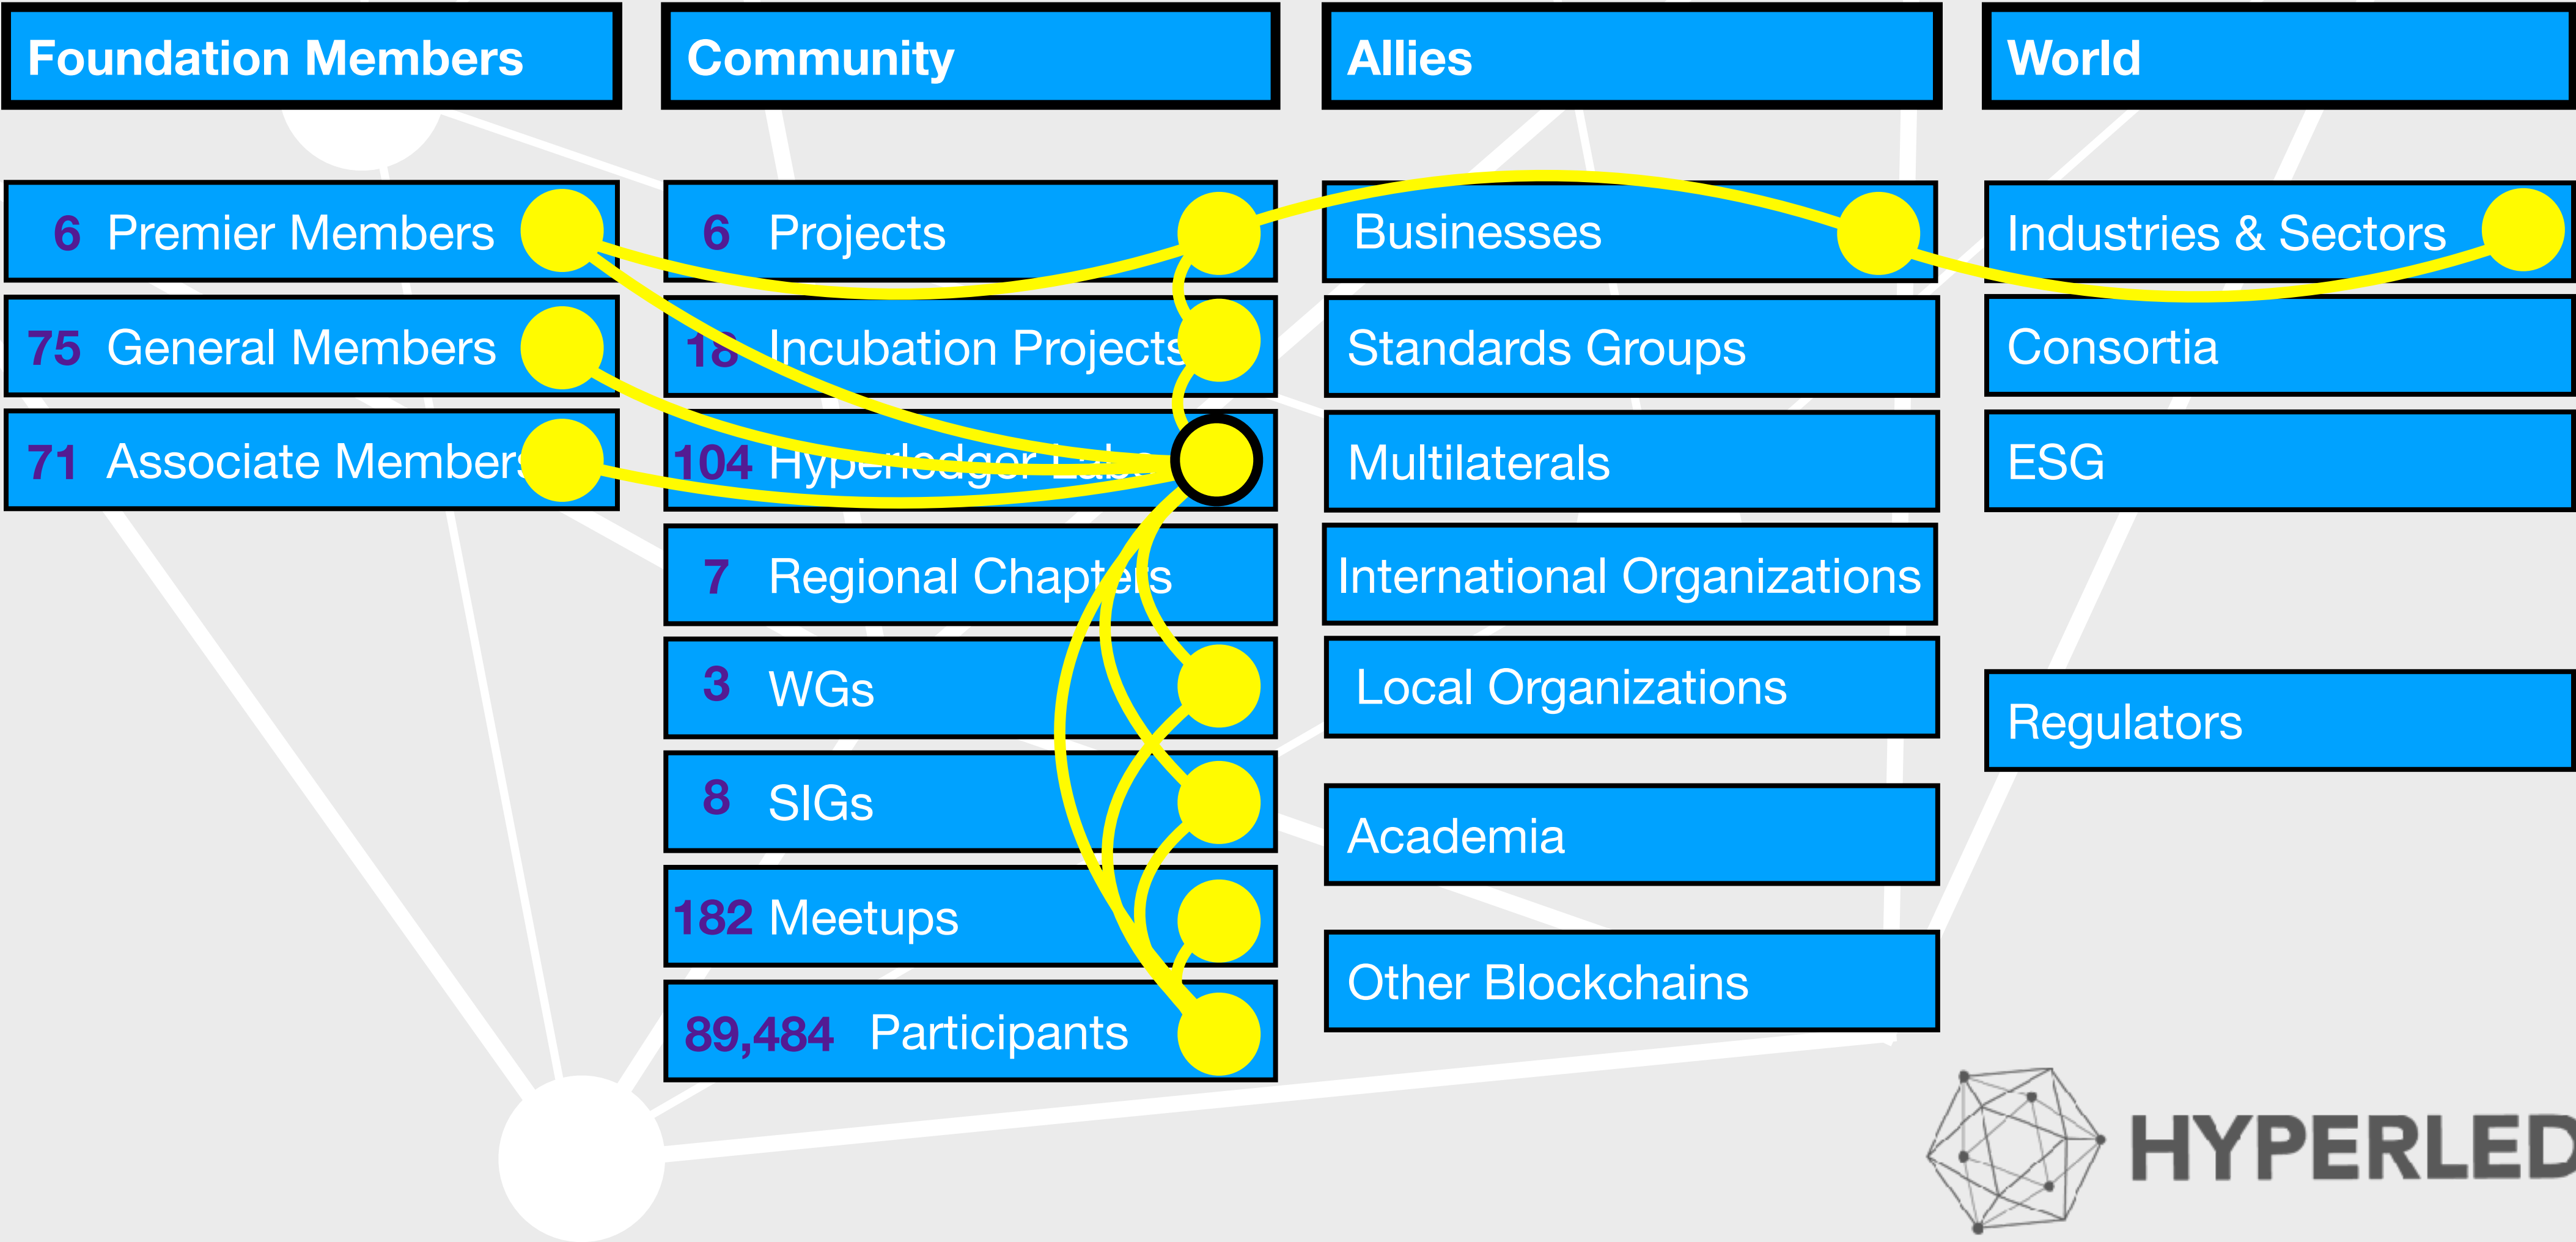 Foundation Members
6 Premier Members
75 General Members
71 Associate Members
Community
6 Projects
18 Incubation Projects
104 Hyperledger Labs
7 Regional Chapters
3 WGs
8 SIGs
182 Meetups
89,484 Participants
Allies
Businesses
Standards Groups
Multilaterals
International Organizations
Local Organizations
Academia
Other Blockchains
World
Industries & Sectors
Consortia
ESG
Regulators
HYPERLED